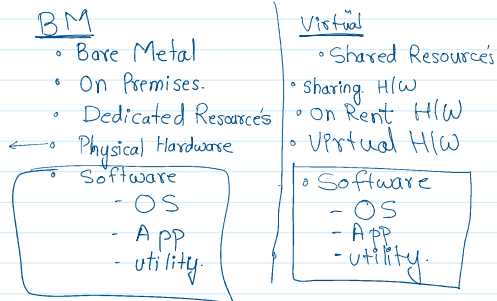 BM
• Bare Metal
• On Premises.
• Dedicated Resource's
• Physical Hardware
• Software
- OS
- App
- utility.
Virtual
• Shared Resource's
• Sharing H/W
• on Rent H/W
• Virtual H/W
• Software
- OS
- App
- utility.